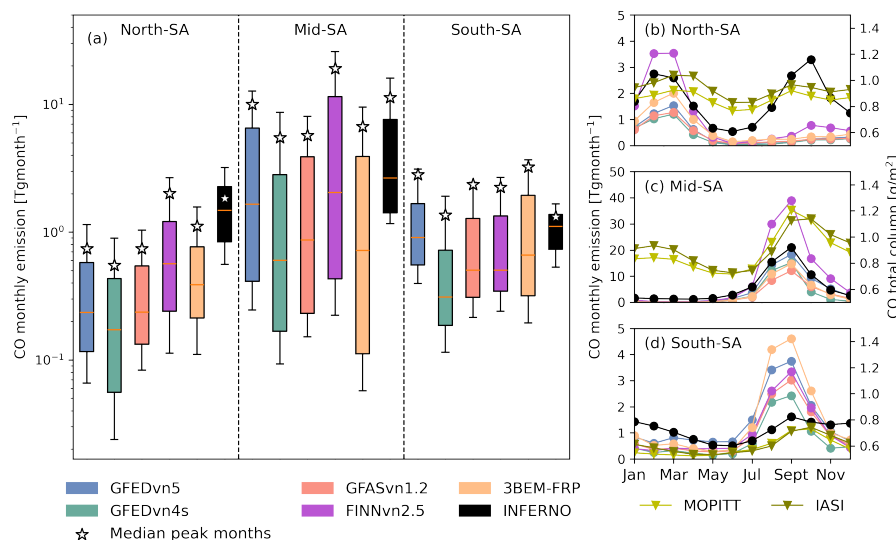 North-SA Mid-SA South-SA
(a)
CO monthly emission [Tgmonth⁻¹]
10¹
10⁰
10⁻¹
GFEDvn5
GFEDvn4s
Median peak months
GFASvn1.2
FINNvn2.5
3BEM-FRP
INFERNO
(b) North-SA
5
4
3
2
1
0
1.4
1.2
1.0
0.8
0.6
(c) Mid-SA
50
40
30
20
10
0
1.4
1.2
1.0
0.8
0.6
(d) South-SA
5
4
3
2
1
0
1.4
1.2
1.0
0.8
0.6
0.4
CO monthly emission [Tgmonth⁻¹]
CO total column [g/m²]
Jan Mar May Jul Sept Nov
MOPITT IASI